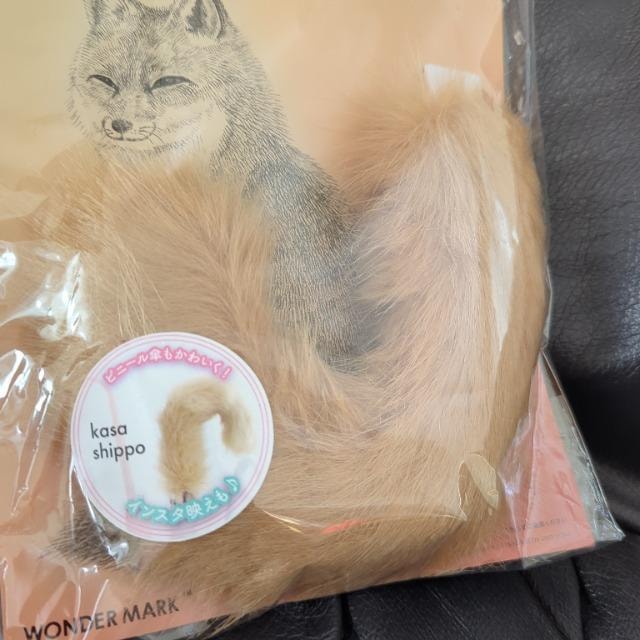 ビニール傘もかわいく!
kasa
shippo
インスタ映えも♪
WONDER MARK™